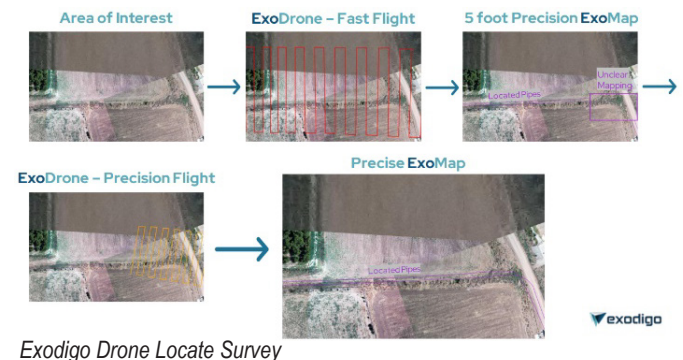 Area of Interest
ExoDrone – Fast Flight
5 foot Precision ExoMap
Unclear
Mapping
Located Pipes
ExoDrone – Precision Flight
Precise ExoMap
Located Pipes
exodigo
Exodigo Drone Locate Survey